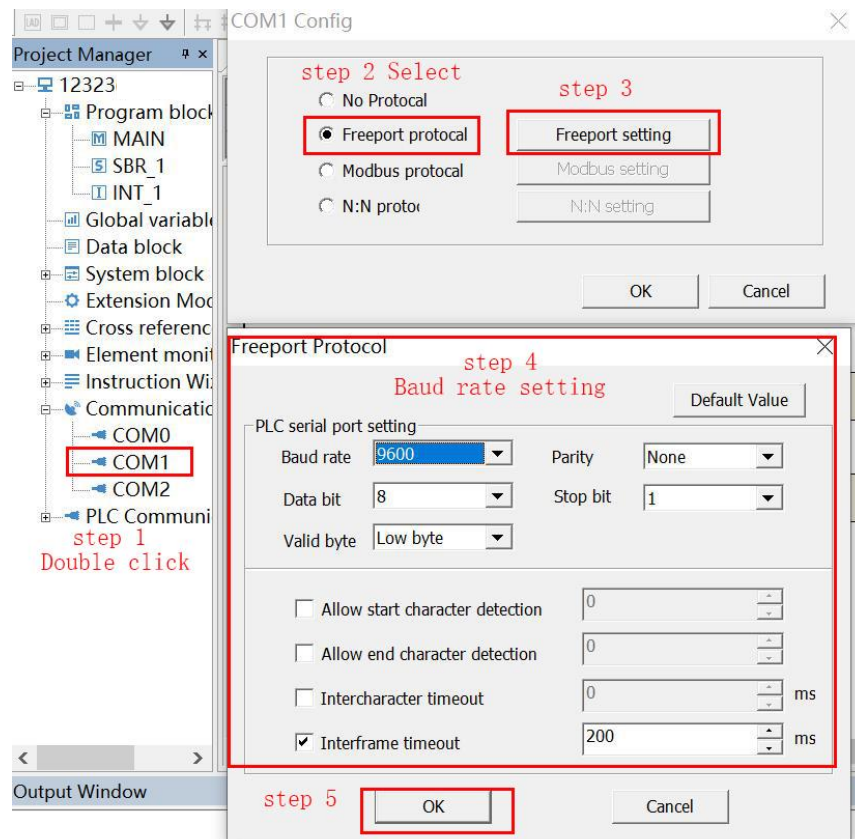 COM1 Config
Project Manager
step 2 Select
step 3
12323
No Protocal
Program block
Freeport protocal
Freeport setting
MAIN
SBR_1
Modbus protocal
Modbus setting
INT_1
N:N protoc
N:N setting
Global variable
Data block
System block
OK
Cancel
Extension Mod
Cross referenc
Element monit
Freeport Protocol
step 4
Instruction Wi
Baud rate setting
Default Value
Communicatic
PLC serial port setting
COM0
Baud rate
9600
Parity
None
COM1
COM2
Data bit
8
Stop bit
1
PLC Communi
step 1
Valid byte
Low byte
Double click
Allow start character detection
0
Allow end character detection
0
Intercharacter timeout
0
ms
Interframe timeout
200
ms
Output Window
step 5
OK
Cancel